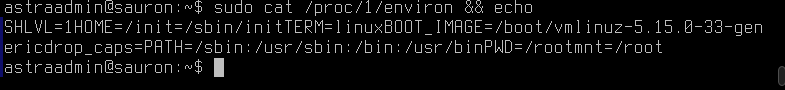 astraadmin@sauron:~$ sudo cat /proc/1/environ && echo
SHLVL=1HOME=/init=/sbin/initTERM=linuxBOOT_IMAGE=/boot/vmlinuz-5.15.0-33-gen
ericdrop_caps=PATH=/sbin:/usr/sbin:/bin:/usr/binPWD=/rootmnt=/root
astraadmin@sauron:~$